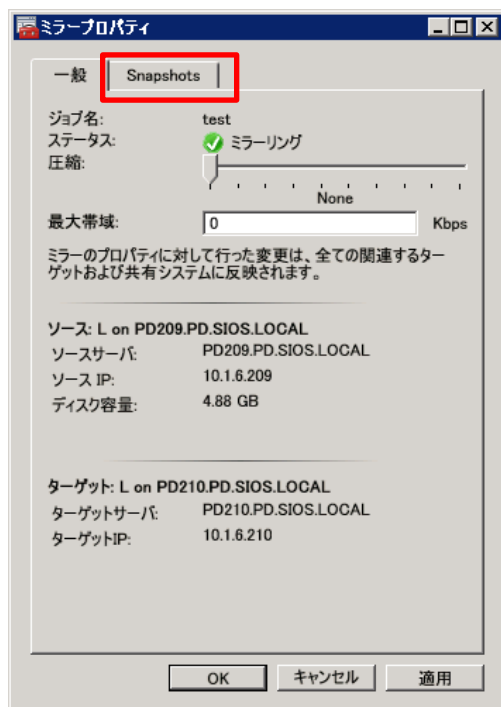 ミラープロパティ
一般 Snapshots
ジョブ名: test
ステータス: ミラーリング
圧縮:
None
最大帯域: 0 Kbps
ミラーのプロパティに対して行った変更は、全ての関連するター
ゲットおよび共有システムに反映されます。
ソース: L on PD209.PD.SIOS.LOCAL
ソースサーバ: PD209.PD.SIOS.LOCAL
ソース IP: 10.1.6.209
ディスク容量: 4.88 GB
ターゲット: L on PD210.PD.SIOS.LOCAL
ターゲットサーバ: PD210.PD.SIOS.LOCAL
ターゲットIP: 10.1.6.210
OK キャンセル 適用